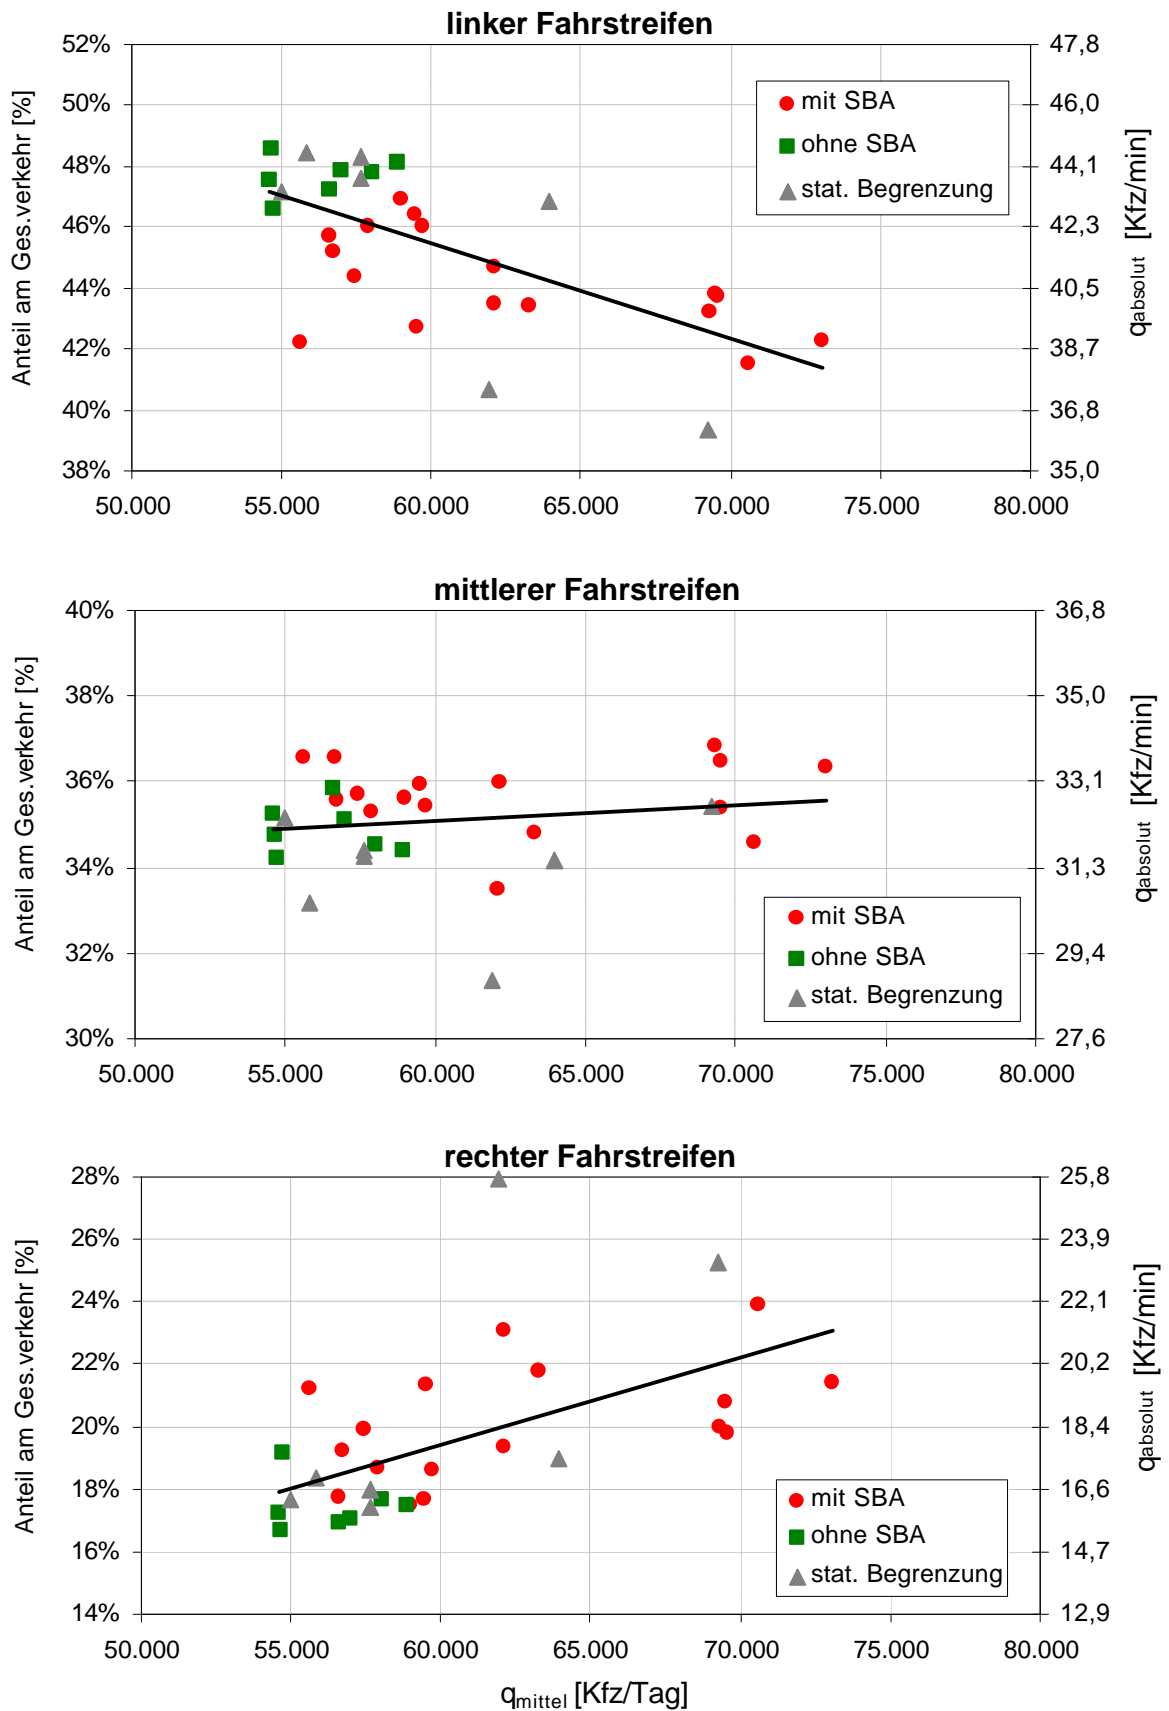 linker Fahrstreifen
52%
50%
48%
46%
44%
42%
40%
38%
Anteil am Ges.verkehr [%]
47,8
46,0
44,1
42,3
40,5
38,7
36,8
35,0
qabsolut [Kfz/min]
mit SBA
ohne SBA
stat. Begrenzung
50.000 55.000 60.000 65.000 70.000 75.000 80.000
mittlerer Fahrstreifen
40%
38%
36%
34%
32%
30%
Anteil am Ges.verkehr [%]
36,8
35,0
33,1
31,3
29,4
27,6
qabsolut [Kfz/min]
mit SBA
ohne SBA
stat. Begrenzung
50.000 55.000 60.000 65.000 70.000 75.000 80.000
rechter Fahrstreifen
28%
26%
24%
22%
20%
18%
16%
14%
Anteil am Ges.verkehr [%]
25,8
23,9
22,1
20,2
18,4
16,6
14,7
12,9
qabsolut [Kfz/min]
mit SBA
ohne SBA
stat. Begrenzung
50.000 55.000 60.000 65.000 70.000 75.000 80.000
qmittel [Kfz/Tag]